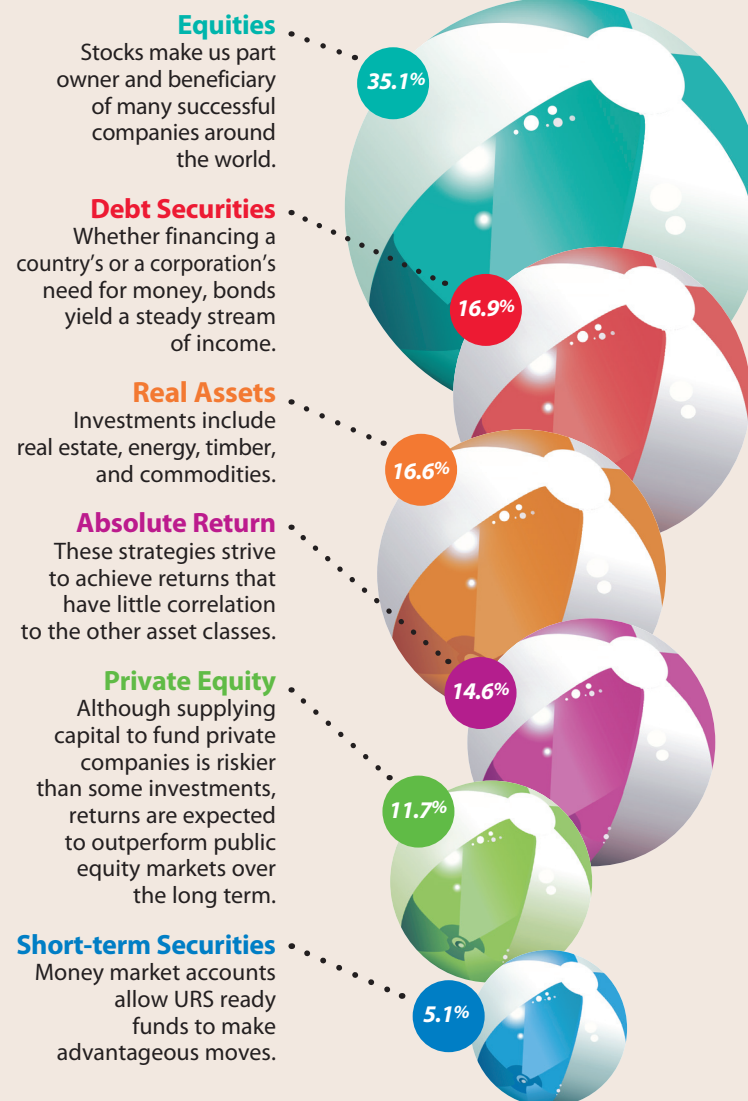 Equities
Stocks make us part
owner and beneficiary
of many successful
companies around
the world.
35.1%
Debt Securities
Whether financing a
country's or a corporation's
need for money, bonds
yield a steady stream
of income.
16.9%
Real Assets
Investments include
real estate, energy, timber,
and commodities.
16.6%
Absolute Return
These strategies strive
to achieve returns that
have little correlation
to the other asset classes.
14.6%
Private Equity
Although supplying
capital to fund private
companies is riskier
than some investments,
returns are expected
to outperform public
equity markets over
the long term.
11.7%
Short-term Securities
Money market accounts
allow URS ready
funds to make
advantageous moves.
5.1%